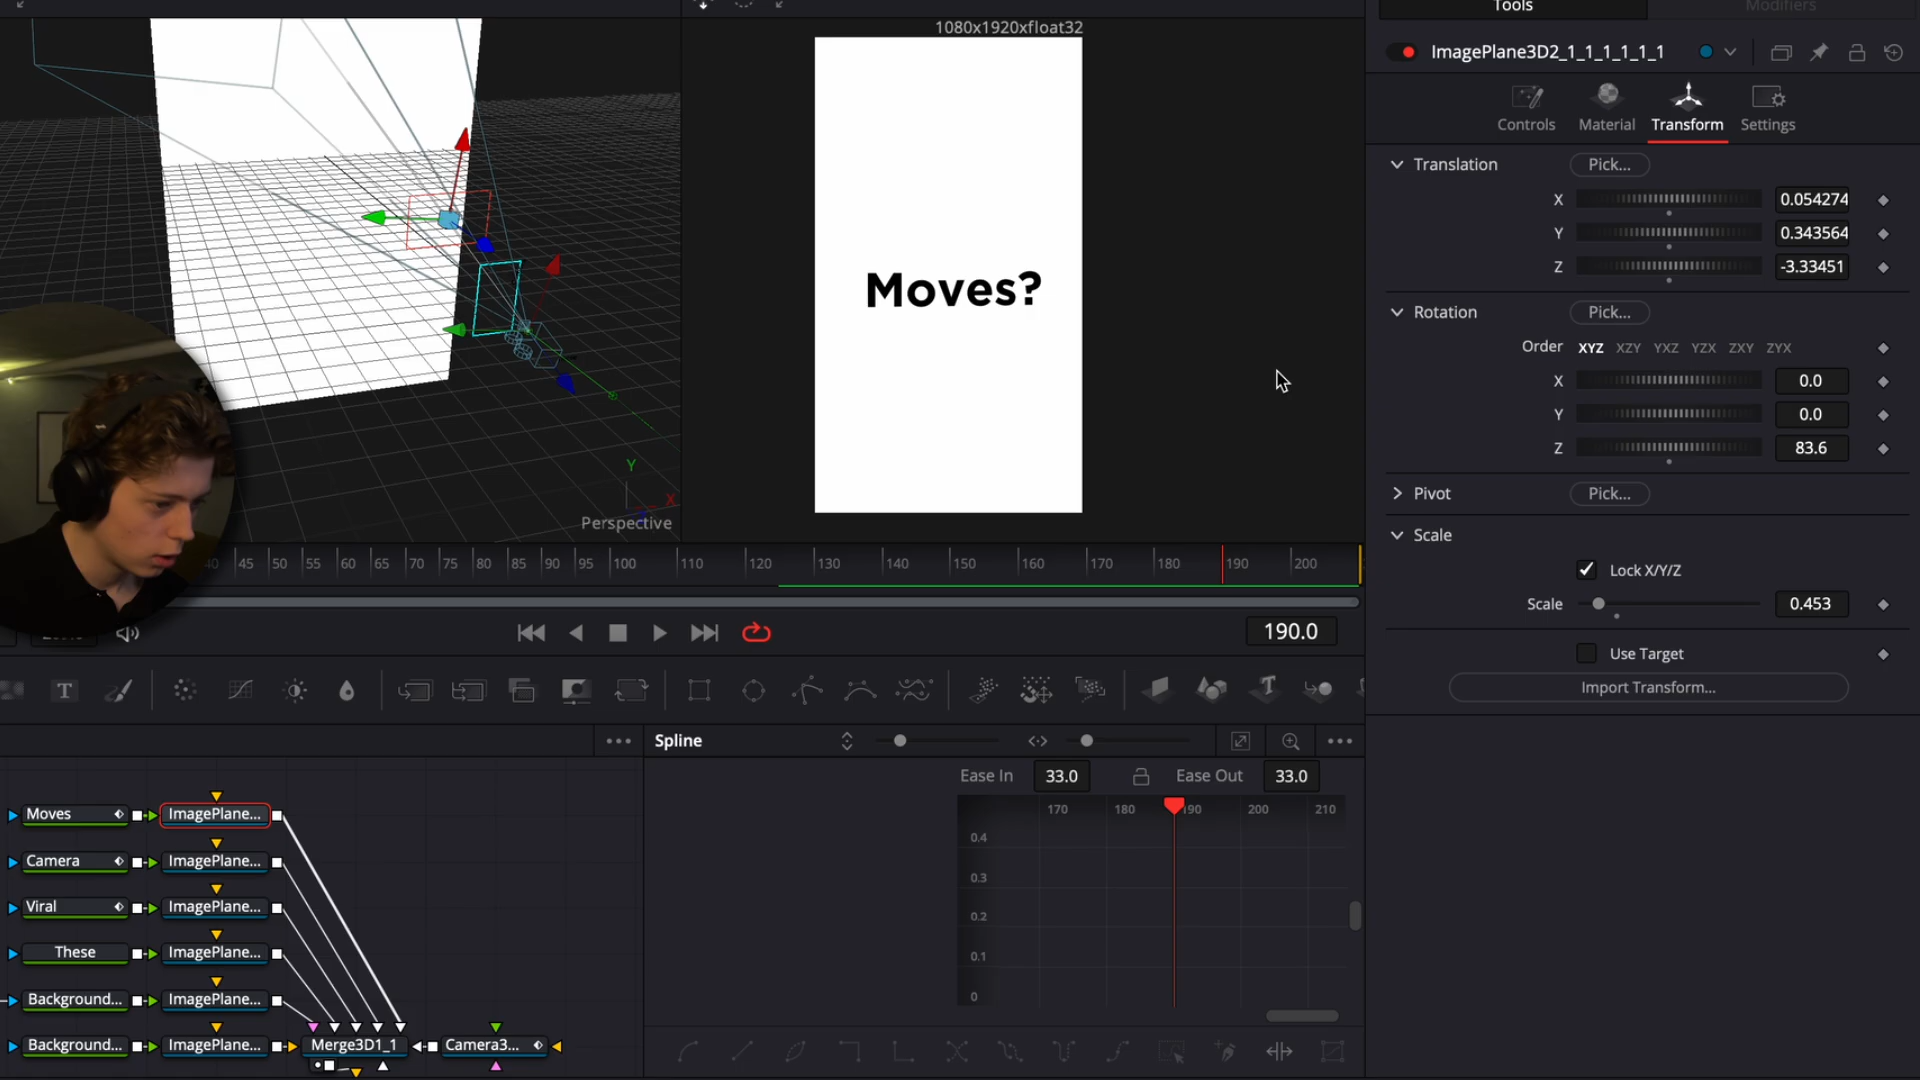 Tools
Modifiers
1080x1920xfloat32
ImagePlane3D2_1_1_1_1_1_1
Controls
Material
Transform
Settings
Translation
Pick...
X
0.054274
Y
0.343564
Z
-3.33451
Rotation
Pick...
Order
XYZ XZY YXZ YZX ZXY ZYX
X
0.0
Y
0.0
Z
83.6
Pivot
Pick...
Scale
Lock X/Y/Z
Scale
0.453
Use Target
Import Transform...
Moves?
Y
X
Perspective
40 45 50 55 60 65 70 75 80 85 90 95 100 110 120 130 140 150 160 170 180 190 200
190.0
T
T
Spline
Ease In
33.0
Ease Out
33.0
170 180 190 200 210
0.4
0.3
0.2
0.1
0
Moves
ImagePlane...
Camera
ImagePlane...
Viral
ImagePlane...
These
ImagePlane...
Background...
ImagePlane...
Background...
ImagePlane...
Merge3D1_1
Camera3...